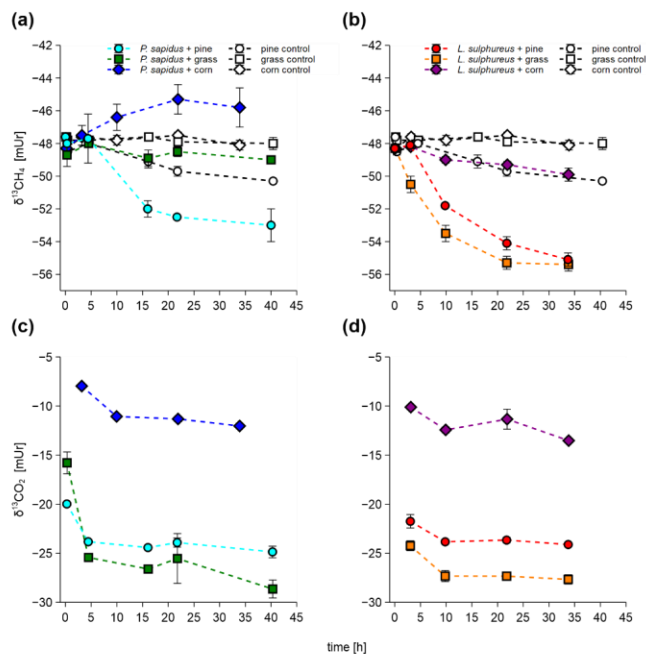 (a)
(b)
P. sapidus + pine
P. sapidus + grass
P. sapidus + corn
pine control
grass control
corn control
L. sulphureus + pine
L. sulphureus + grass
L. sulphureus + corn
pine control
grass control
corn control
δ¹³CH₄ [mUr]
−42
−44
−46
−48
−50
−52
−54
−56
0 5 10 15 20 25 30 35 40 45
−42
−44
−46
−48
−50
−52
−54
−56
0 5 10 15 20 25 30 35 40 45
(c)
(d)
δ¹³CO₂ [mUr]
−5
−10
−15
−20
−25
−30
0 5 10 15 20 25 30 35 40 45
−5
−10
−15
−20
−25
−30
0 5 10 15 20 25 30 35 40 45
time [h]